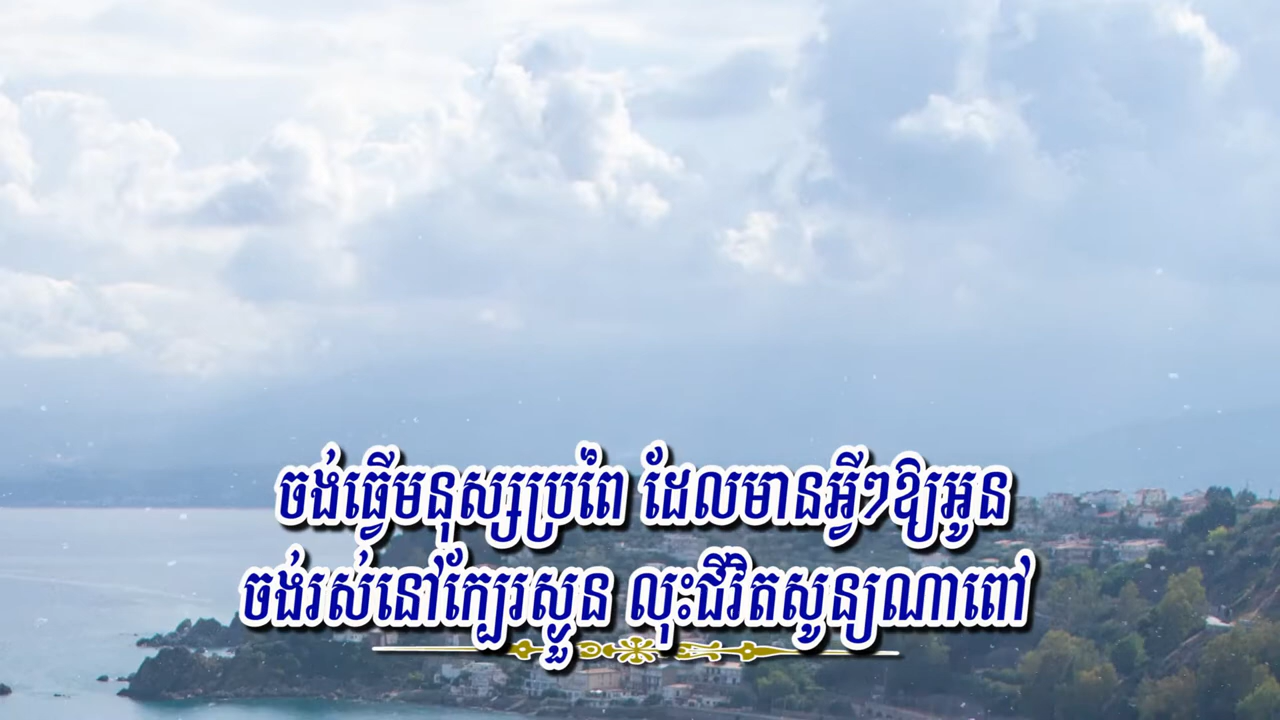 ចង់ធ្វើមនុស្សប្រពៃ ដែលមានអ្វីៗឱ្យអូន
ចង់រស់នៅក្បែរស្ងួន លុះជីវិតសូន្យណាពៅ